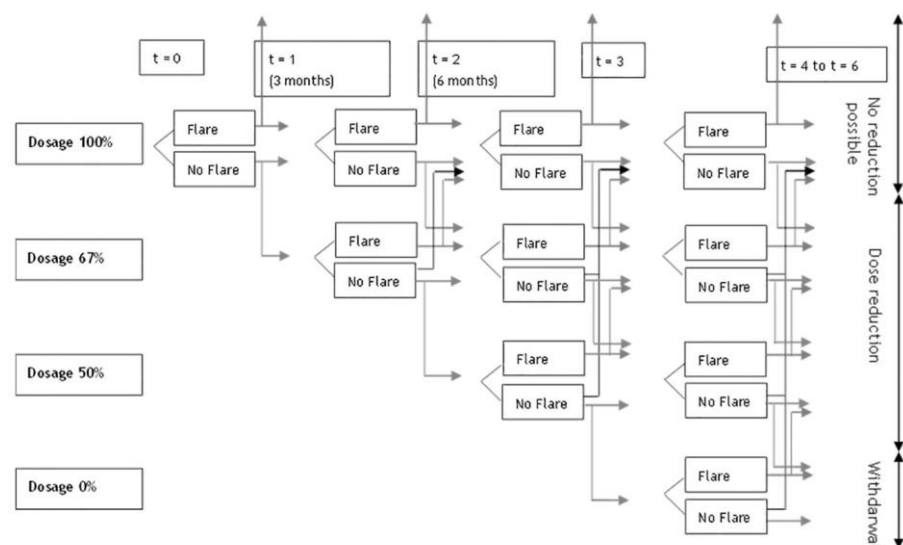 t = 0
t = 1
(3 months)
t = 2
(6 months)
t = 3
t = 4 to t = 6
Dosage 100%
Flare
No Flare
Flare
No Flare
Flare
No Flare
Flare
No Flare
No reduction
possible
Dosage 67%
Flare
No Flare
Flare
No Flare
Flare
No Flare
Dose reduction
Dosage 50%
Flare
No Flare
Flare
No Flare
Dosage 0%
Flare
No Flare
Withdarwa